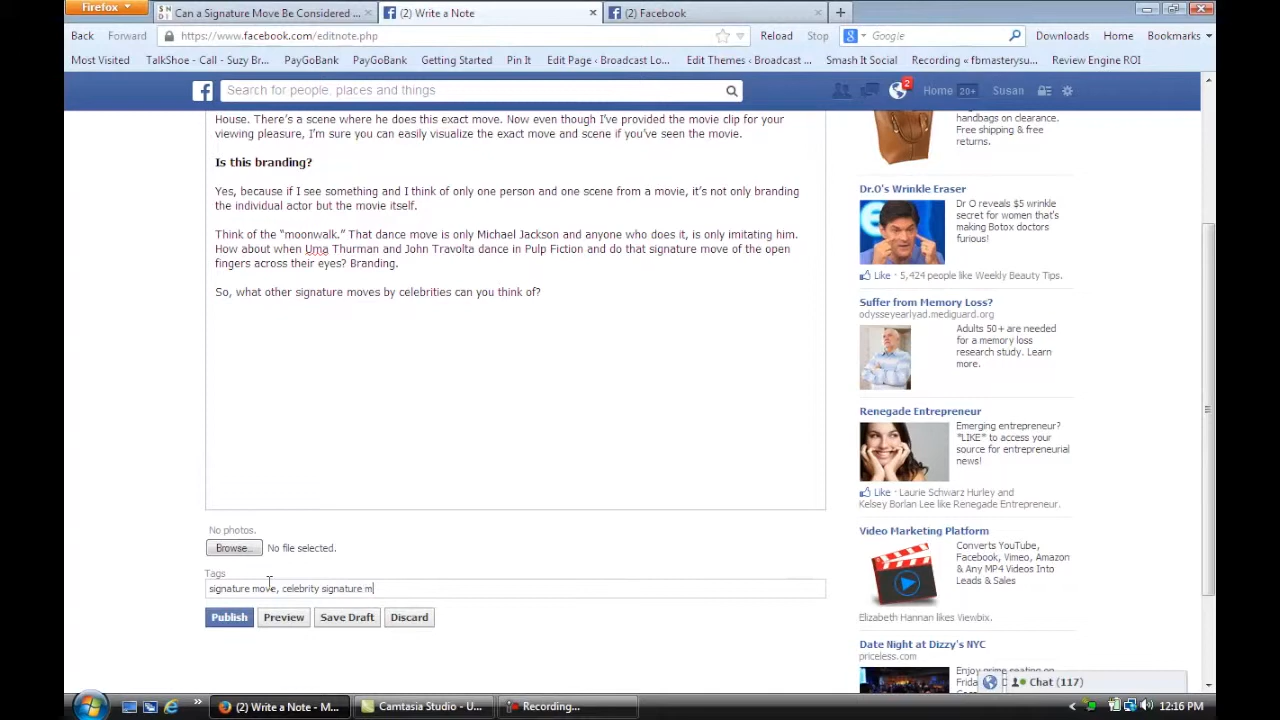 Firefox
Can a Signature Move Be Considered ...
(2) Write a Note
(2) Facebook
Back
Forward
https://www.facebook.com/editnote.php
Google
Reload
Stop
Downloads
Home
Bookmarks
Most Visited
TalkShoe - Call - Suzy Br...
PayGoBank
PayGoBank
Getting Started
Pin It
Edit Page ‹ Broadcast Lo...
Edit Themes ‹ Broadcast ...
Smash It Social
Recording « fbmasterysu...
Review Engine ROI
Search for people, places and things
2
Home 20+
Susan
House. There's a scene where he does this exact move. Now even though I've provided the movie clip for your
viewing pleasure, I'm sure you can easily visualize the exact move and scene if you've seen the movie.
Is this branding?
Yes, because if I see something and I think of only one person and one scene from a movie, it's not only branding
the individual actor but the movie itself.
Think of the “moonwalk.” That dance move is only Michael Jackson and anyone who does it, is only imitating him.
How about when Uma Thurman and John Travolta dance in Pulp Fiction and do that signature move of the open
fingers across their eyes? Branding.
So, what other signature moves by celebrities can you think of?
No photos.
Browse... No file selected.
Tags
signature move, celebrity signature m
Publish
Preview
Save Draft
Discard
handbags on clearance.
Free shipping & free
returns.
Dr.O's Wrinkle Eraser
Dr O reveals $5 wrinkle
secret for women that's
making Botox doctors
furious!
Like · 5,424 people like Weekly Beauty Tips.
Suffer from Memory Loss?
odysseyearlyad.mediguard.org
Adults 50+ are needed
for a memory loss
research study. Learn
more.
Renegade Entrepreneur
Emerging entrepreneur?
"LIKE" to access your
source for entrepreneurial
news!
Like · Laurie Schwarz Hurley and
Kelsey Borlan Lee like Renegade Entrepreneur.
Video Marketing Platform
Converts YouTube,
Facebook, Vimeo, Amazon
& Any MP4 Videos Into
Leads & Sales
Elizabeth Hannan likes Viewbix.
Date Night at Dizzy's NYC
priceless.com
Enjoy prime seating on
Chat (117)
(2) Write a Note - M...
Camtasia Studio - U...
Recording...
12:16 PM